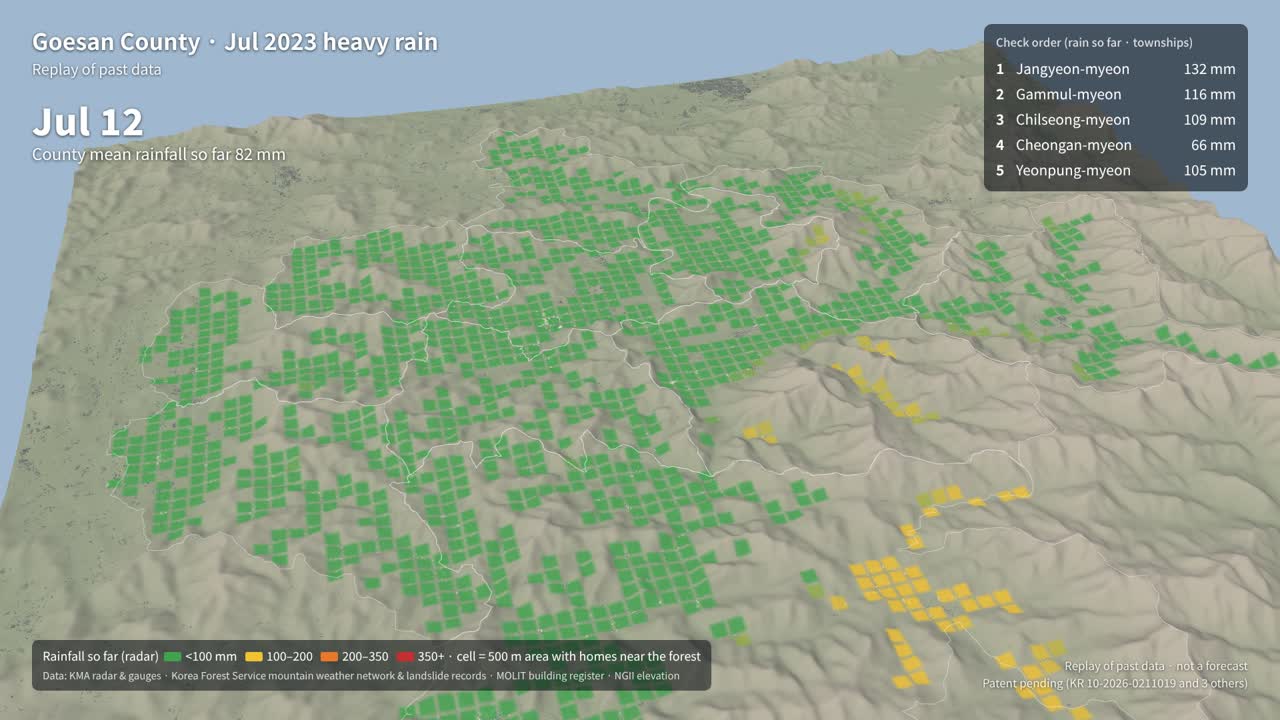 Goesan County · Jul 2023 heavy rain
Replay of past data
Jul 12
County mean rainfall so far 82 mm
Check order (rain so far · townships)
1 Jangyeon-myeon 132 mm
2 Gammul-myeon 116 mm
3 Chilseong-myeon 109 mm
4 Cheongan-myeon 66 mm
5 Yeonpung-myeon 105 mm
Rainfall so far (radar) <100 mm 100–200 200–350 350+ · cell = 500 m area with homes near the forest
Data: KMA radar & gauges · Korea Forest Service mountain weather network & landslide records · MOLIT building register · NGII elevation
Replay of past data · not a forecast
Patent pending (KR 10-2026-0211019 and 3 others)